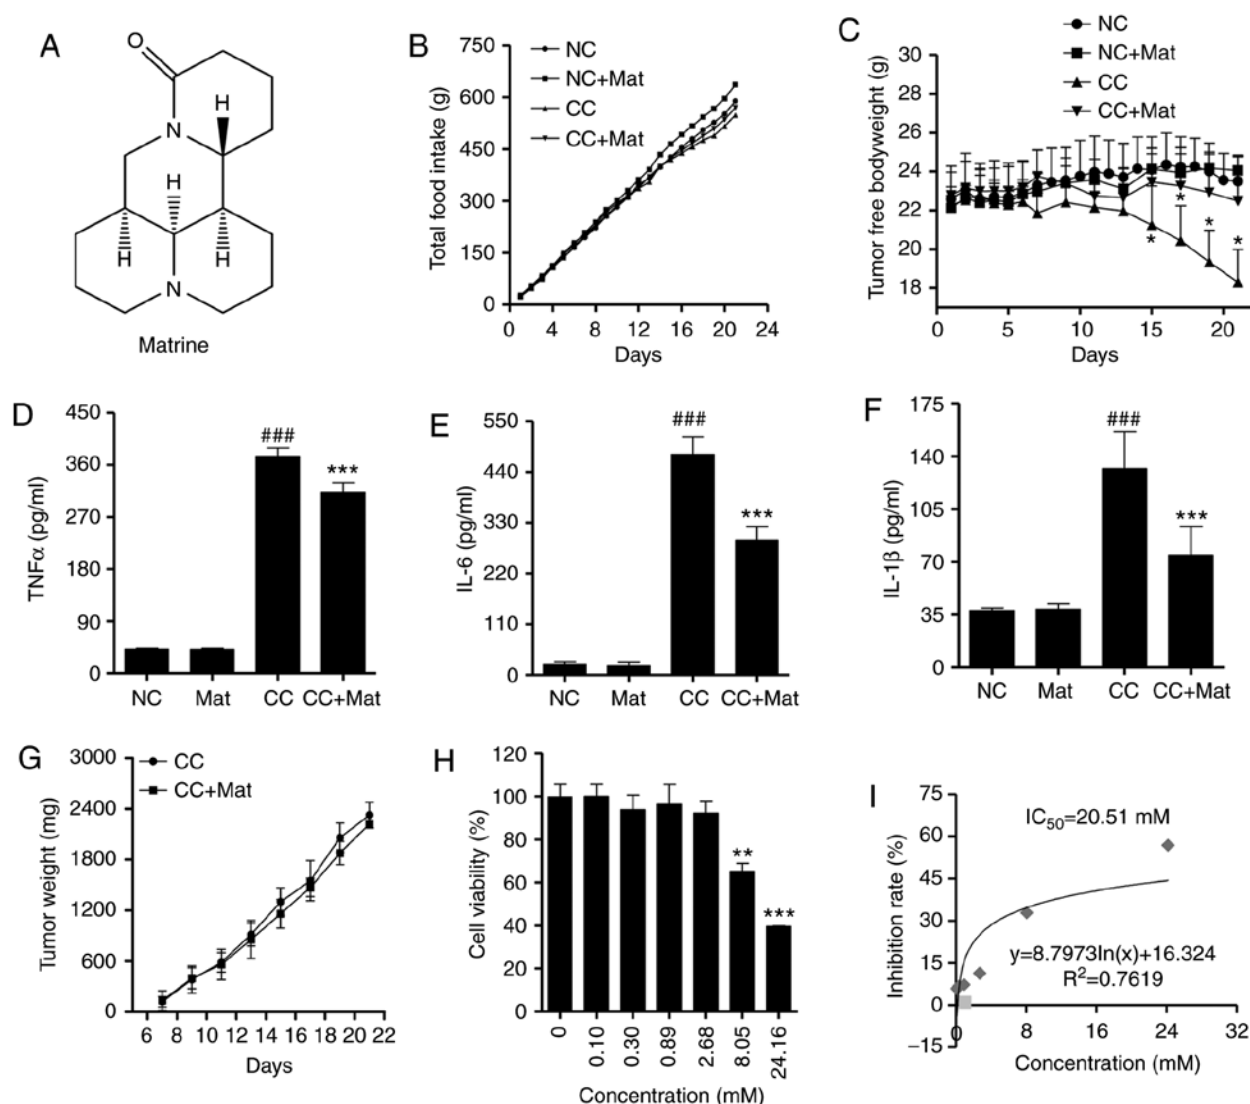 A
O
H
N
H
H
H
N
Matrine
B
NC
NC+Mat
CC
CC+Mat
Total food intake (g)
750
600
450
300
150
0
0 4 8 12 16 20 24
Days
C
NC
NC+Mat
CC
CC+Mat
Tumor free bodyweight (g)
30
28
26
24
22
20
18
* * * *
*
0 5 10 15 20
Days
D
TNFα (pg/ml)
450
360
270
180
90
0
###
***
NC Mat CC CC+Mat
E
IL-6 (pg/ml)
550
440
330
220
110
0
###
***
NC Mat CC CC+Mat
F
IL-1β (pg/ml)
175
140
105
70
35
0
###
***
NC Mat CC CC+Mat
G
CC
CC+Mat
Tumor weight (mg)
3000
2400
1800
1200
600
0
6 8 10 12 14 16 18 20 22
Days
H
Cell viability (%)
120
100
80
60
40
20
0
**
***
0 0.10 0.30 0.89 2.68 8.05 24.16
Concentration (mM)
I
Inhibition rate (%)
75
60
45
30
15
0
−15
IC50=20.51 mM
y=8.7973ln(x)+16.324
R²=0.7619
0 8 16 24 32
Concentration (mM)